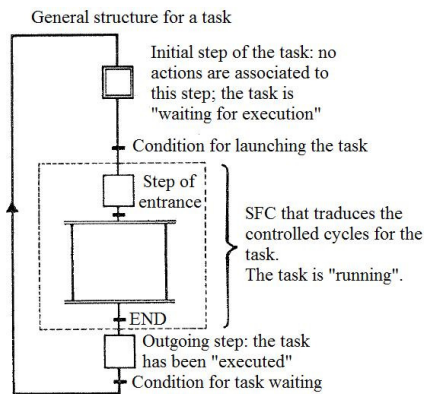 General structure for a task
Initial step of the task: no
actions are associated to
this step; the task is
"waiting for execution"
Condition for launching the task
Step of
entrance
SFC that traduces the
controlled cycles for the
task.
The task is "running".
END
Outgoing step: the task
has been "executed"
Condition for task waiting